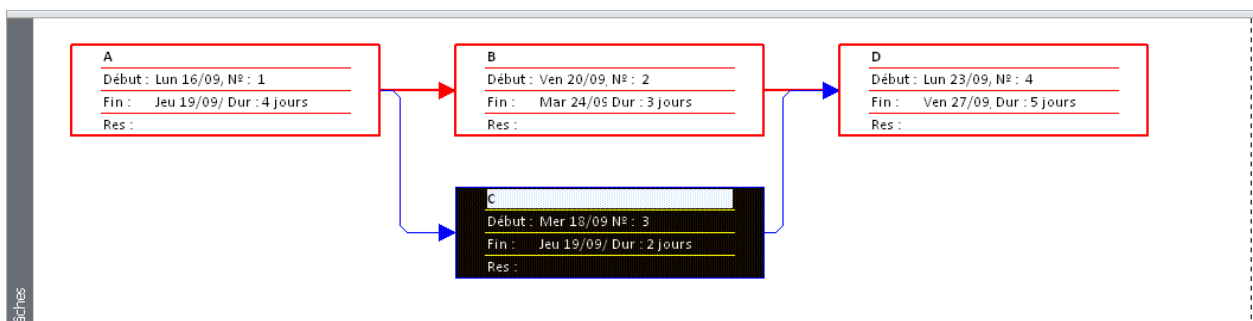 A
Début : Lun 16/09, Nº : 1
Fin : Jeu 19/09/ Dur : 4 jours
Res :
B
Début : Ven 20/09, Nº : 2
Fin : Mar 24/09 Dur : 3 jours
Res :
D
Début : Lun 23/09, Nº : 4
Fin : Ven 27/09, Dur : 5 jours
Res :
C
Début : Mer 18/09 Nº : 3
Fin : Jeu 19/09/ Dur : 2 jours
Res :
âches